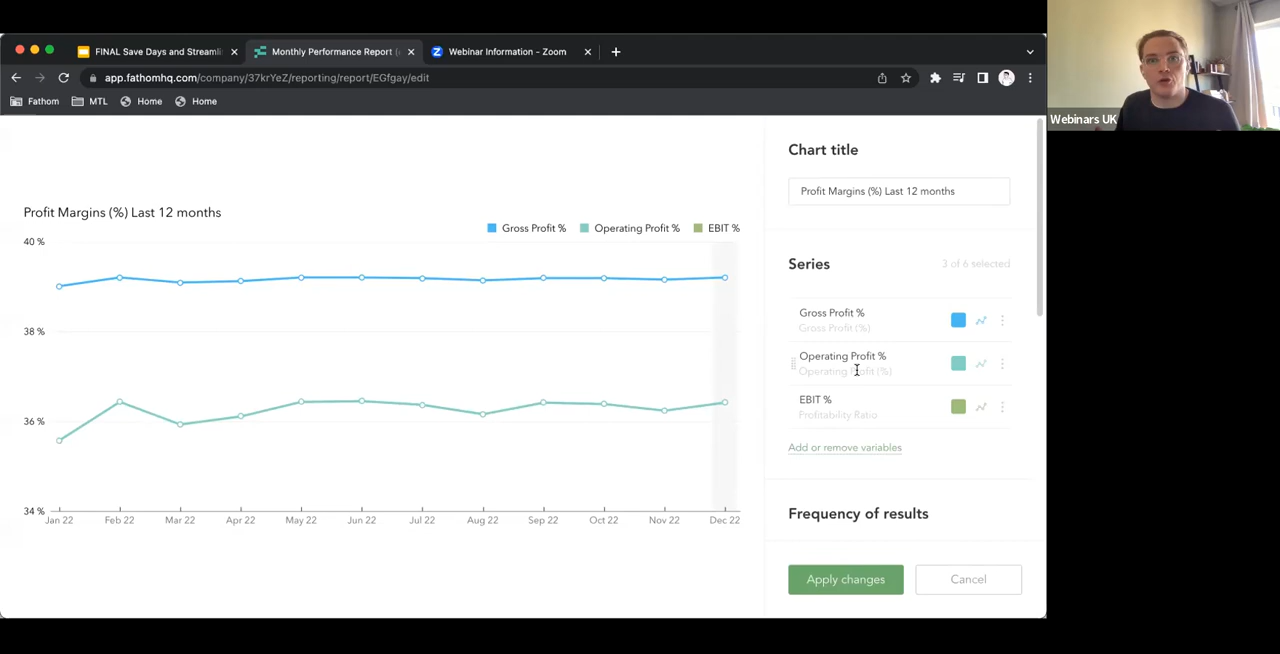 FINAL Save Days and Streamli
Monthly Performance Report (
Webinar Information - Zoom
app.fathomhq.com/company/37krYeZ/reporting/report/EGfgay/edit
Fathom
MTL
Home
Home
Webinars UK
Profit Margins (%) Last 12 months
Gross Profit %
Operating Profit %
EBIT %
40 %
38 %
36 %
34 %
Jan 22
Feb 22
Mar 22
Apr 22
May 22
Jun 22
Jul 22
Aug 22
Sep 22
Oct 22
Nov 22
Dec 22
Chart title
Profit Margins (%) Last 12 months
Series
3 of 6 selected
Gross Profit %
Gross Profit (%)
Operating Profit %
Operating Profit (%)
EBIT %
Profitability Ratio
Add or remove variables
Frequency of results
Apply changes
Cancel